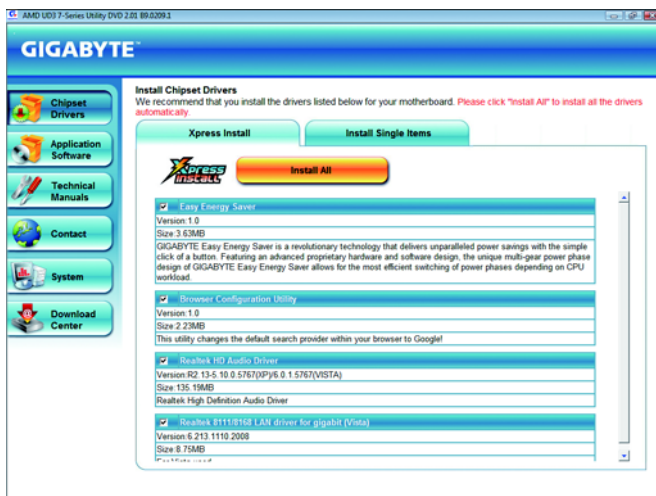 AMD UD3 7-Series Utility DVD 2.01 B9.0209.1
GIGABYTE™
Chipset
Drivers
Application
Software
Technical
Manuals
Contact
System
Download
Center
Install Chipset Drivers
We recommend that you install the drivers listed below for your motherboard. Please click "Install All" to install all the drivers
automatically.
Xpress Install
Install Single Items
Xpress
INSTALL
Install All
Easy Energy Saver
Version:1.0
Size:3.63MB
GIGABYTE Easy Energy Saver is a revolutionary technology that delivers unparalleled power savings with the simple
click of a button. Featuring an advanced proprietary hardware and software design, the unique multi-gear power phase
design of GIGABYTE Easy Energy Saver allows for the most efficient switching of power phases depending on CPU
workload.
Browser Configuration Utility
Version:1.0
Size:2.23MB
This utility changes the default search provider within your browser to Google!
Realtek HD Audio Driver
Version:R2.13-5.10.0.5767(XP)/6.0.1.5767(VISTA)
Size:135.19MB
Realtek High Definition Audio Driver
Realtek 8111/8168 LAN driver for gigabit (Vista)
Version:6.213.1110.2008
Size:8.75MB
For Vista used